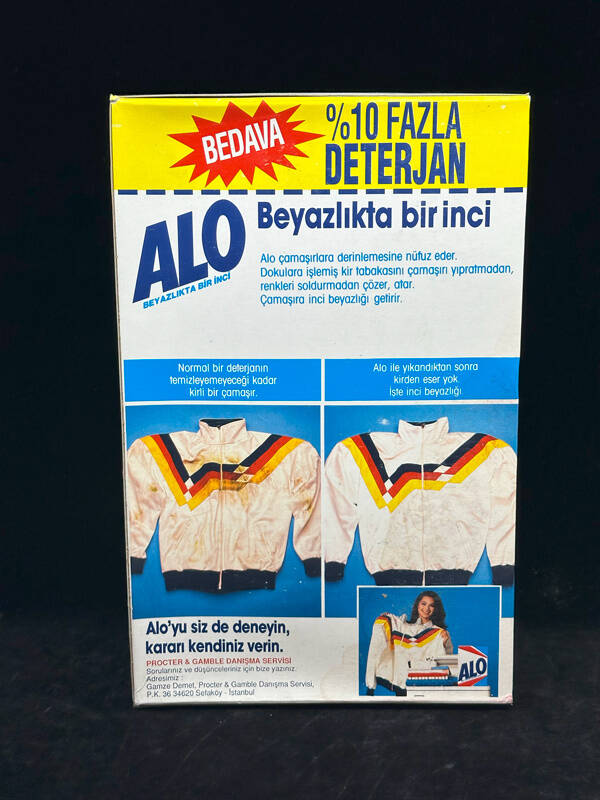 BEDAVA
%10 FAZLA
DETERJAN
ALO
BEYAZLIKTA BİR İNCİ
Beyazlıkta bir inci
Alo çamaşırlara derinlemesine nüfuz eder.
Dokulara işlemiş kir tabakasını çamaşırı yıpratmadan,
renkleri soldurmadan çözer, atar.
Çamaşıra inci beyazlığı getirir.
Normal bir deterjanın
temizleyemeyeceği kadar
kirli bir çamaşır.
Alo ile yıkandıktan sonra
kirden eser yok.
İşte inci beyazlığı.
Alo'yu siz de deneyin,
kararı kendiniz verin.
PROCTER & GAMBLE DANIŞMA SERVİSİ
Sorularınız ve düşünceleriniz için bize yazınız.
Adresimiz :
Gamze Demet, Procter & Gamble Danışma Servisi,
P.K. 36 34620 Sefaköy - İstanbul
ALO